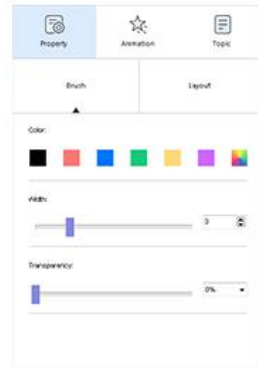 Property
Animation
Topic
Brush
Layout
Color:
Width:
3
Transparency:
0%